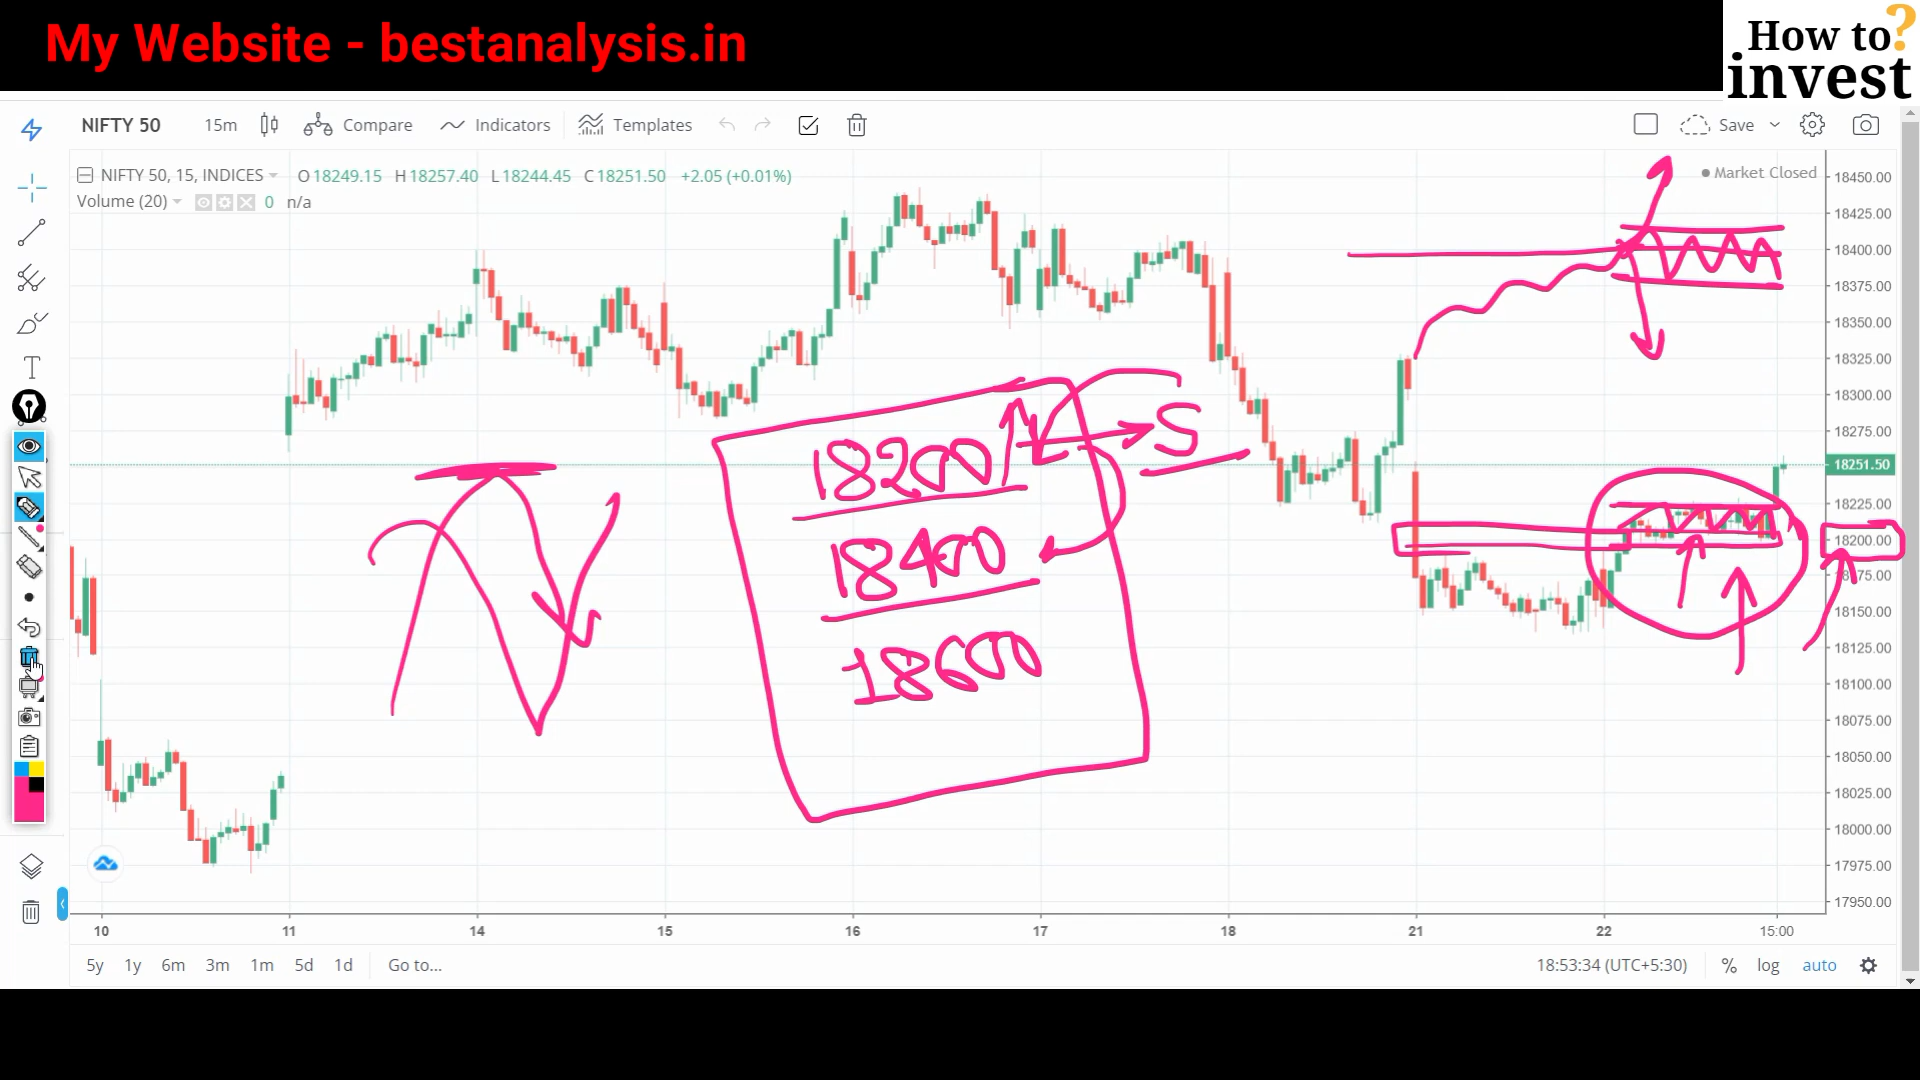 My Website - bestanalysis.in
How to?
invest
NIFTY 50 15m Compare Indicators Templates Save
NIFTY 50, 15, INDICES O18249.15 H18257.40 L18244.45 C18251.50 +2.05 (+0.01%)
Market Closed
Volume (20) 0 n/a
T
18450.00
18425.00
18400.00
18375.00
18350.00
18325.00
18300.00
18275.00
18251.50
18225.00
18200.00
18175.00
18150.00
18125.00
18100.00
18075.00
18050.00
18025.00
18000.00
17975.00
17950.00
18200
S
18400
18600
10 11 14 15 16 17 18 21 22 15:00
5y 1y 6m 3m 1m 5d 1d Go to... 18:53:34 (UTC+5:30) % log auto